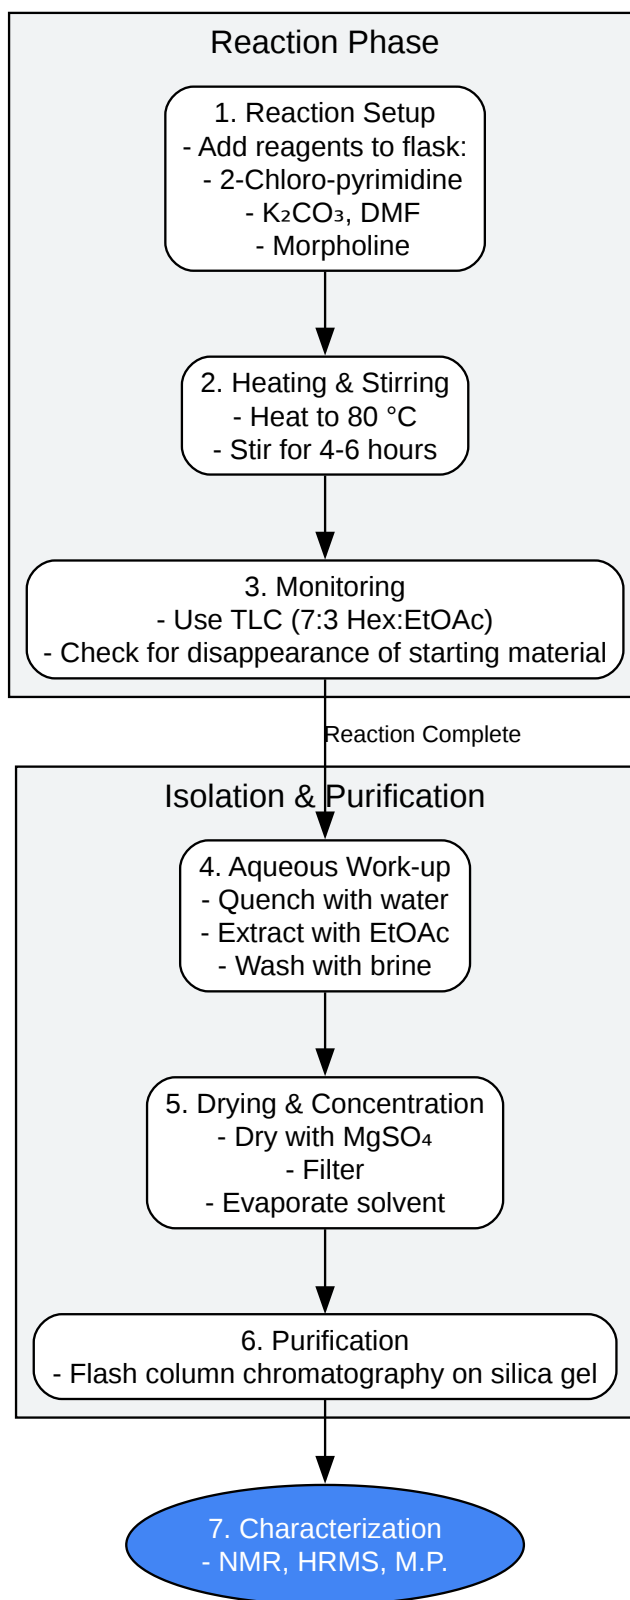 Reaction Phase
1. Reaction Setup
- Add reagents to flask:
- 2-Chloro-pyrimidine
- K₂CO₃, DMF
- Morpholine
2. Heating & Stirring
- Heat to 80 °C
- Stir for 4-6 hours
3. Monitoring
- Use TLC (7:3 Hex:EtOAc)
- Check for disappearance of starting material
Reaction Complete
Isolation & Purification
4. Aqueous Work-up
- Quench with water
- Extract with EtOAc
- Wash with brine
5. Drying & Concentration
- Dry with MgSO₄
- Filter
- Evaporate solvent
6. Purification
- Flash column chromatography on silica gel
7. Characterization
- NMR, HRMS, M.P.